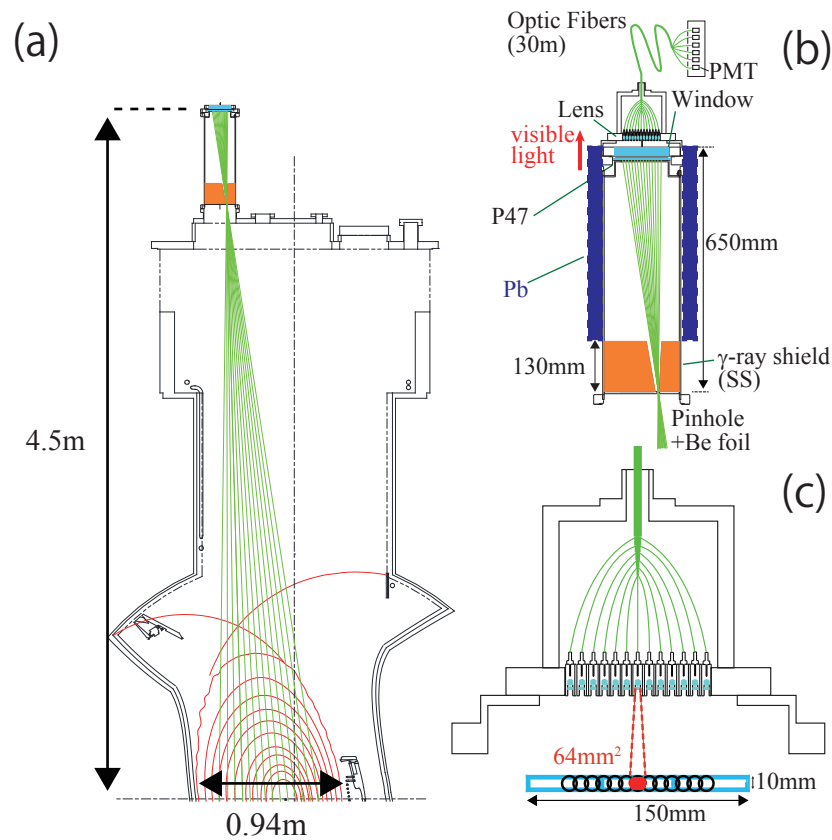 (a)
4.5m
0.94m
Optic Fibers
(30m)
(b)
PMT
Lens
Window
visible
light
P47
Pb
650mm
130mm
γ-ray shield
(SS)
Pinhole
+Be foil
(c)
64mm²
10mm
150mm